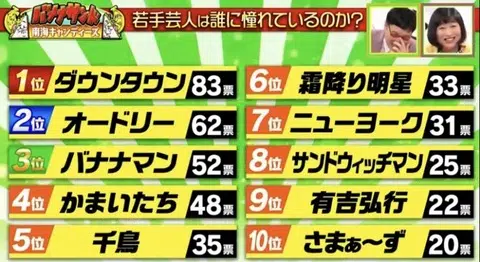 バナナサンド
南海キャンディーズ
若手芸人は誰に憧れているのか?
1位 ダウンタウン 83票
2位 オードリー 62票
3位 バナナマン 52票
4位 かまいたち 48票
5位 千鳥 35票
6位 霜降り明星 33票
7位 ニューヨーク 31票
8位 サンドウィッチマン 25票
9位 有吉弘行 22票
10位 さまぁ～ず 20票